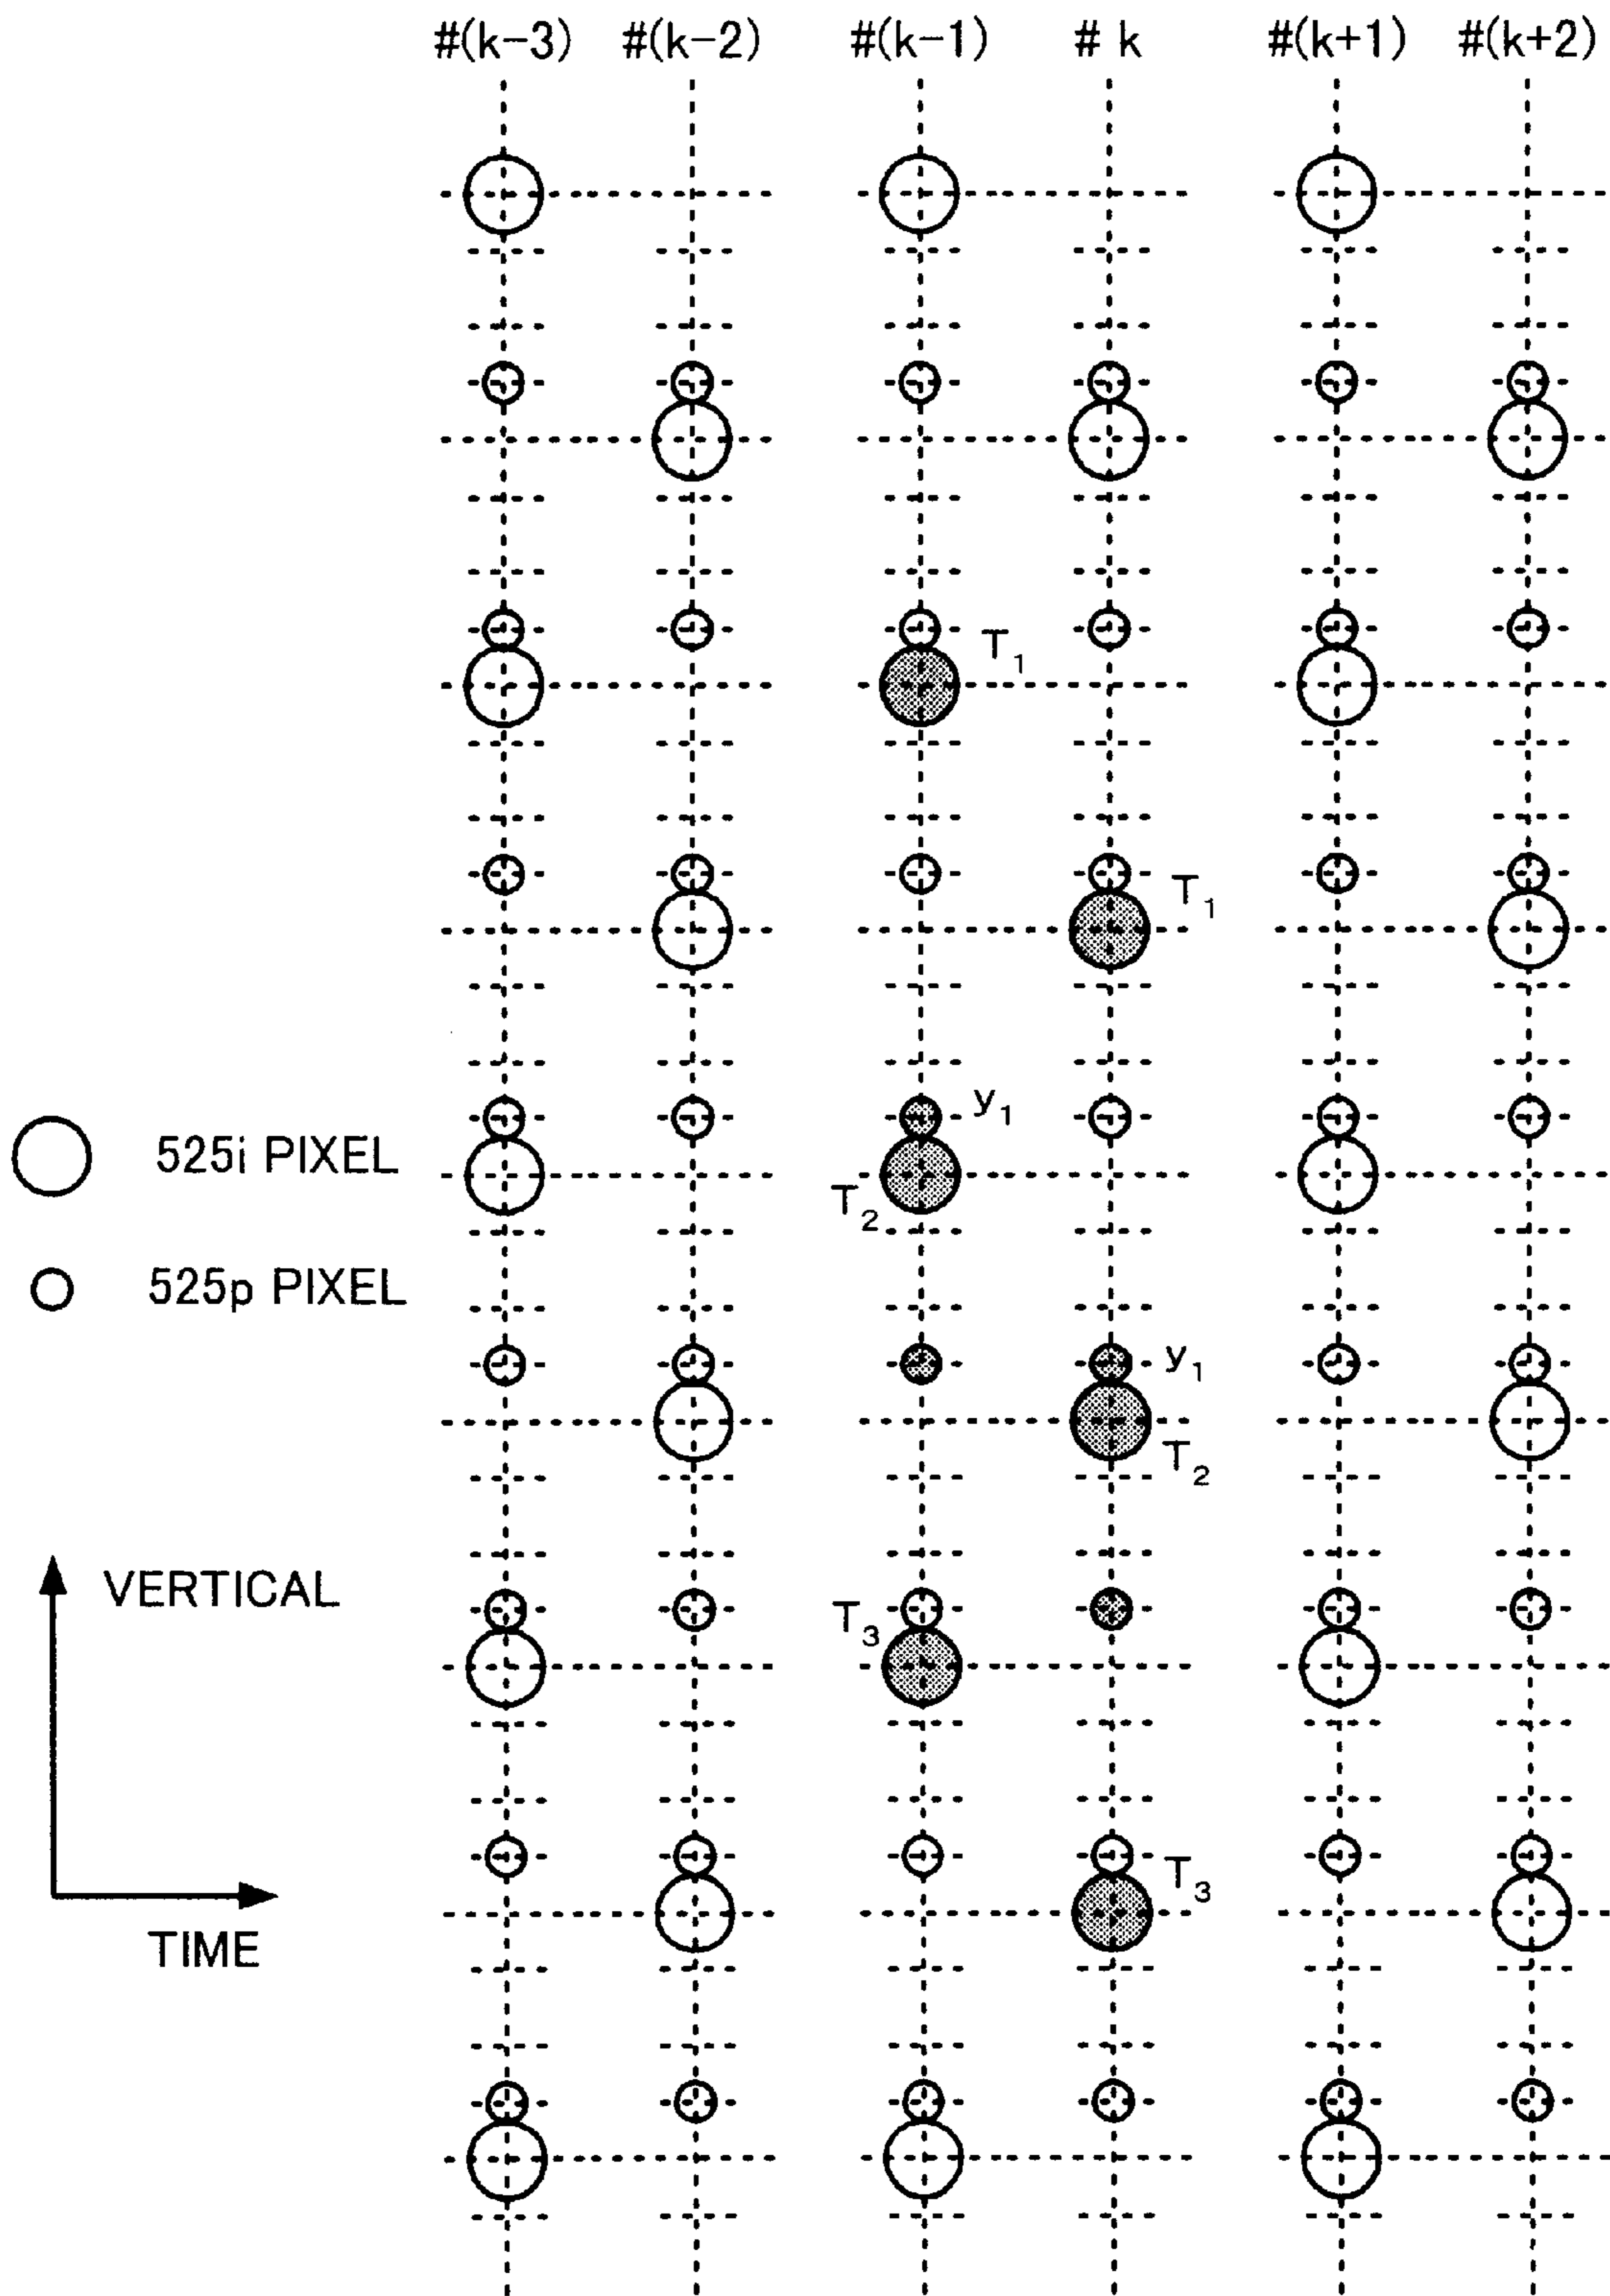 #(k-3) #(k-2) #(k-1) # k #(k+1) #(k+2)
T1
T1
y1
525i PIXEL
T2
525p PIXEL
y1
T2
VERTICAL
T3
T3
TIME